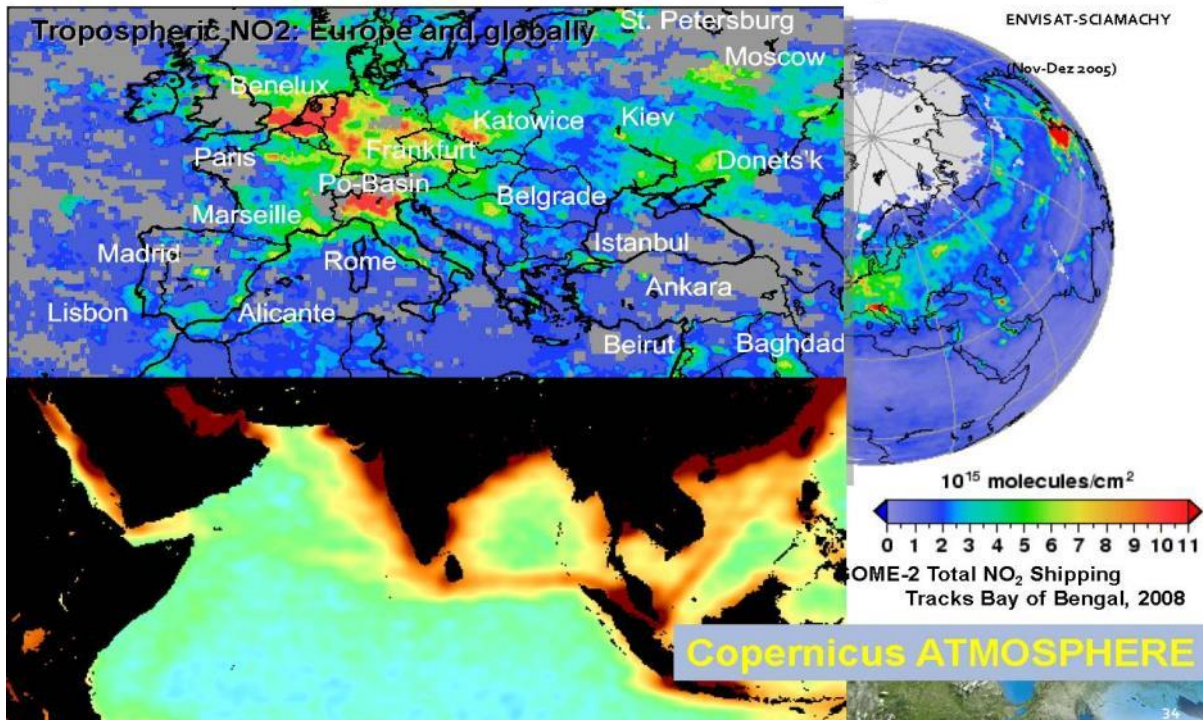 Tropospheric NO2: Europe and globally
St. Petersburg
Moscow
Benelux
Katowice
Kiev
Paris
Frankfurt
Donets'k
Po-Basin
Belgrade
Marseille
Madrid
Rome
Istanbul
Ankara
Lisbon
Alicante
Beirut
Baghdad
ENVISAT-SCIAMACHY
(Nov-Dez 2005)
10¹⁵ molecules/cm²
0 1 2 3 4 5 6 7 8 9 10 11
GOME-2 Total NO₂ Shipping
Tracks Bay of Bengal, 2008
Copernicus ATMOSPHERE
34